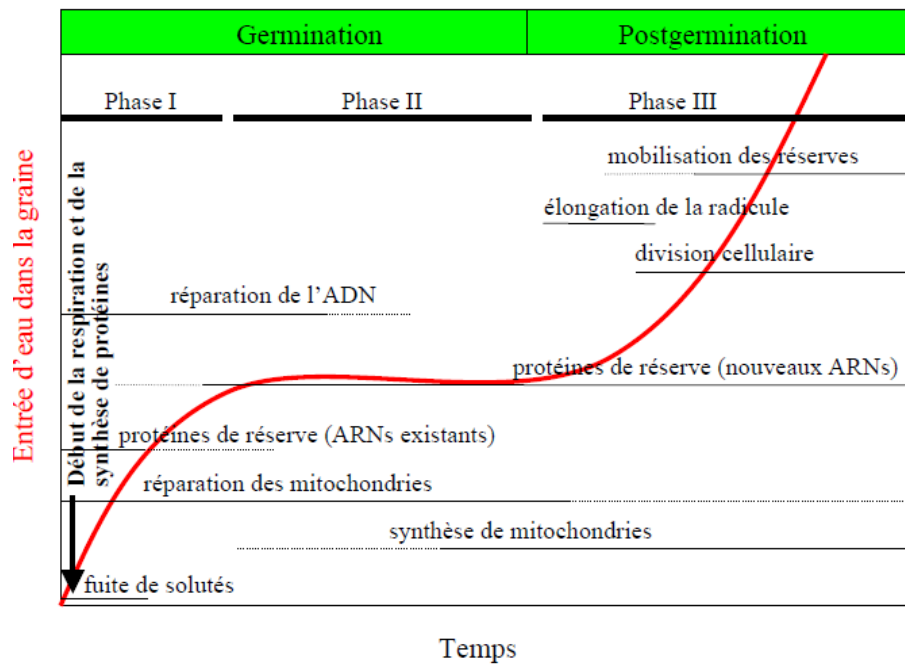 Germination
Postgermination
Phase I
Phase II
Phase III
mobilisation des réserves
élongation de la radicule
division cellulaire
réparation de l'ADN
protéines de réserve (nouveaux ARNs)
protéines de réserve (ARNs existants)
réparation des mitochondries
synthèse de mitochondries
fuite de solutés
Début de la respiration et de la
synthèse de protéines
Entrée d'eau dans la graine
Temps